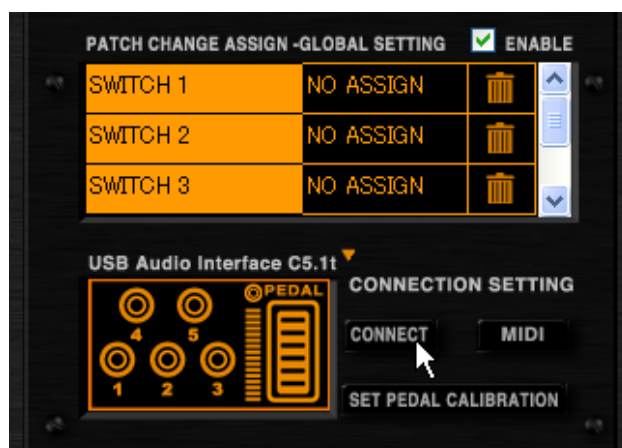 PATCH CHANGE ASSIGN -GLOBAL SETTING ENABLE
SWITCH 1 NO ASSIGN
SWITCH 2 NO ASSIGN
SWITCH 3 NO ASSIGN
USB Audio Interface C5.1t
CONNECTION SETTING
PEDAL
4 5
1 2 3
CONNECT MIDI
SET PEDAL CALIBRATION